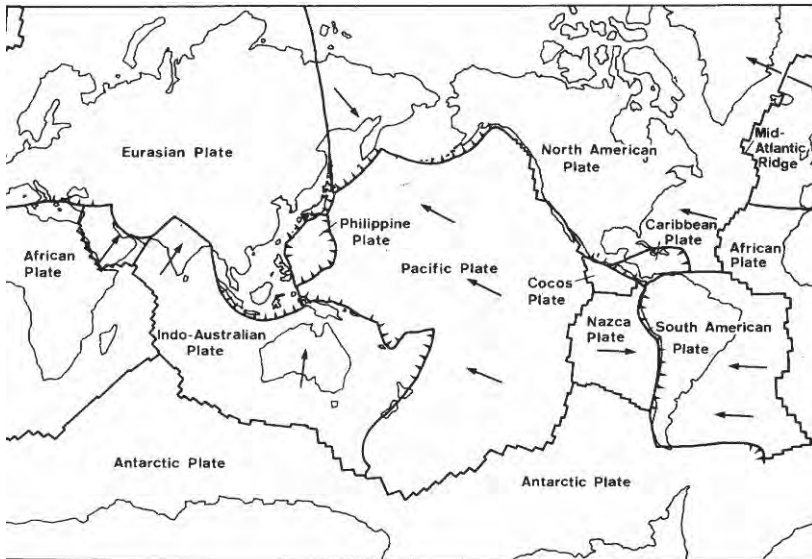 Eurasian Plate
North American
Plate
Mid-
Atlantic
Ridge
Philippine
Plate
Caribbean
Plate
African
Plate
African
Plate
Pacific Plate
Cocos
Plate
Indo-Australian
Plate
Nazca
Plate
South American
Plate
Antarctic Plate
Antarctic Plate